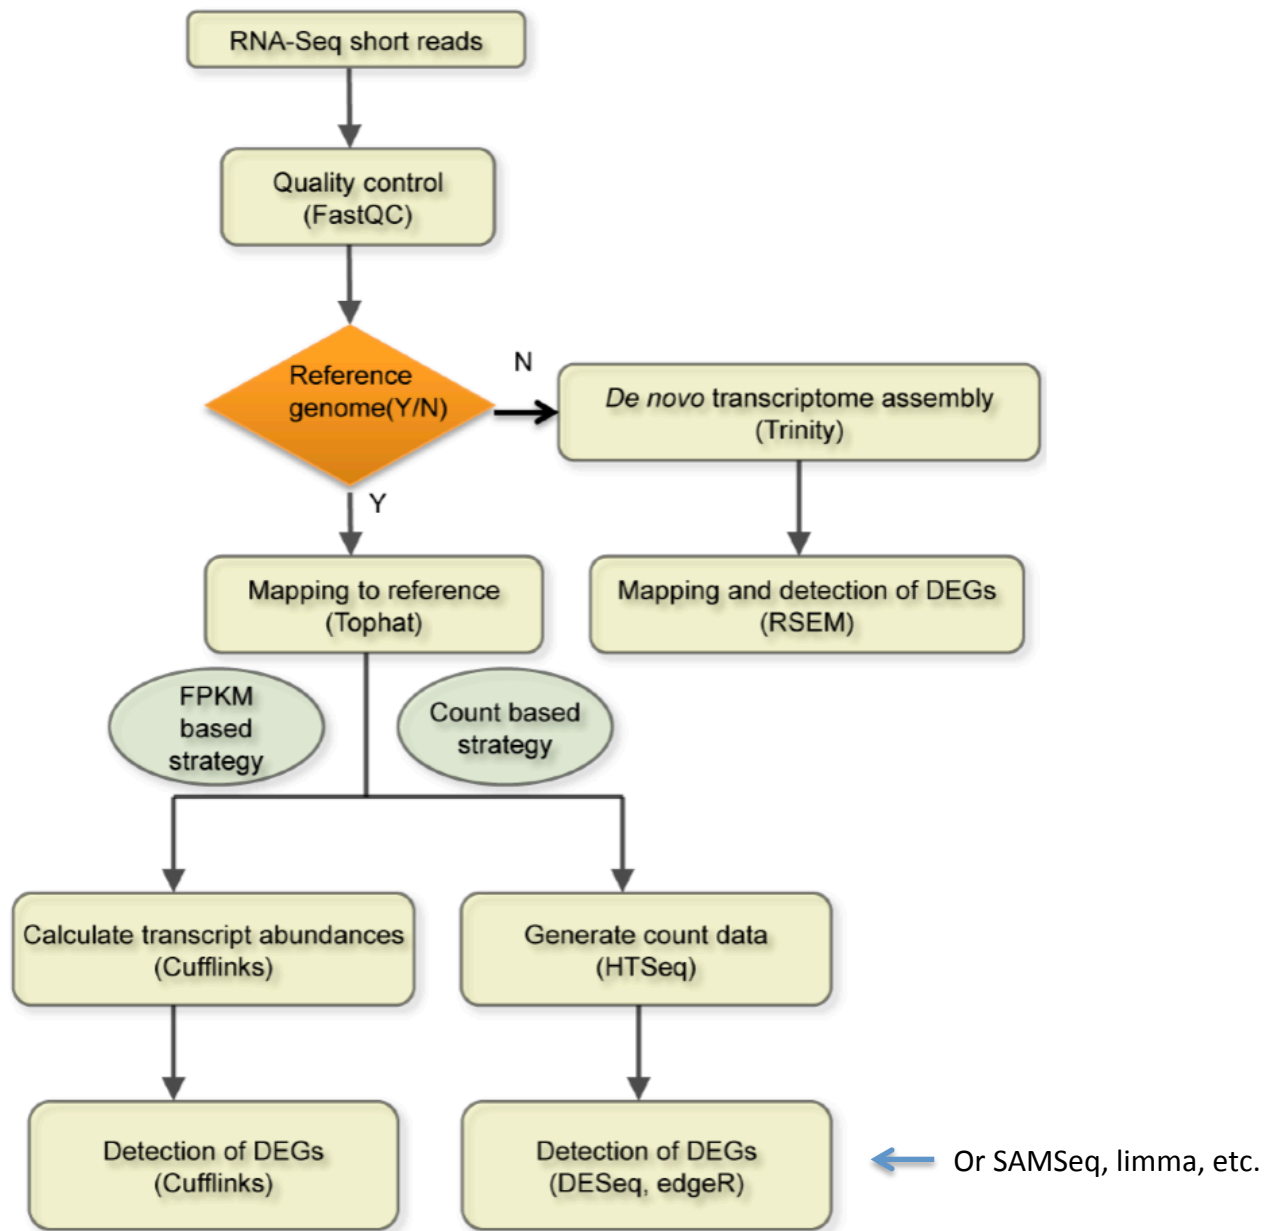 RNA-Seq short reads
Quality control
(FastQC)
Reference
genome(Y/N)
N
De novo transcriptome assembly
(Trinity)
Y
Mapping to reference
(Tophat)
Mapping and detection of DEGs
(RSEM)
FPKM
based
strategy
Count based
strategy
Calculate transcript abundances
(Cufflinks)
Generate count data
(HTSeq)
Detection of DEGs
(Cufflinks)
Detection of DEGs
(DESeq, edgeR)
Or SAMSeq, limma, etc.